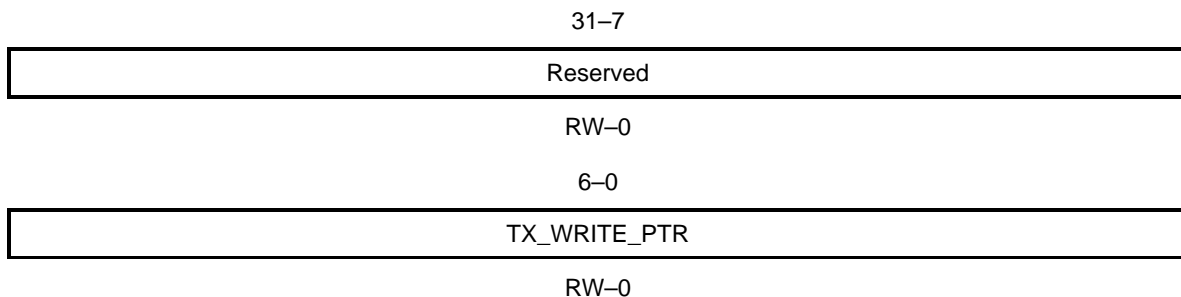 31–7
Reserved
RW–0
6–0
TX_WRITE_PTR
RW–0